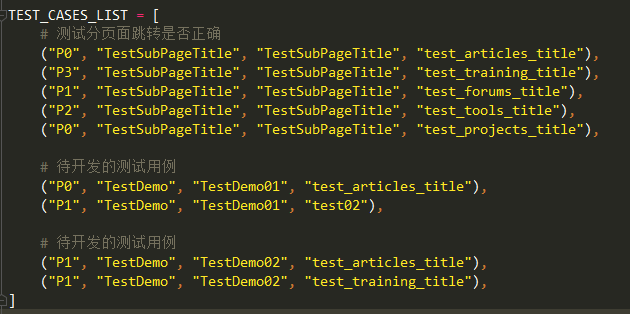 TEST_CASES_LIST = [
# 测试分页面跳转是否正确
("P0", "TestSubPageTitle", "TestSubPageTitle", "test_articles_title"),
("P3", "TestSubPageTitle", "TestSubPageTitle", "test_training_title"),
("P1", "TestSubPageTitle", "TestSubPageTitle", "test_forums_title"),
("P2", "TestSubPageTitle", "TestSubPageTitle", "test_tools_title"),
("P0", "TestSubPageTitle", "TestSubPageTitle", "test_projects_title"),
# 待开发的测试用例
("P0", "TestDemo", "TestDemo01", "test_articles_title"),
("P1", "TestDemo", "TestDemo01", "test02"),
# 待开发的测试用例
("P1", "TestDemo", "TestDemo02", "test_articles_title"),
("P1", "TestDemo", "TestDemo02", "test_training_title"),
]